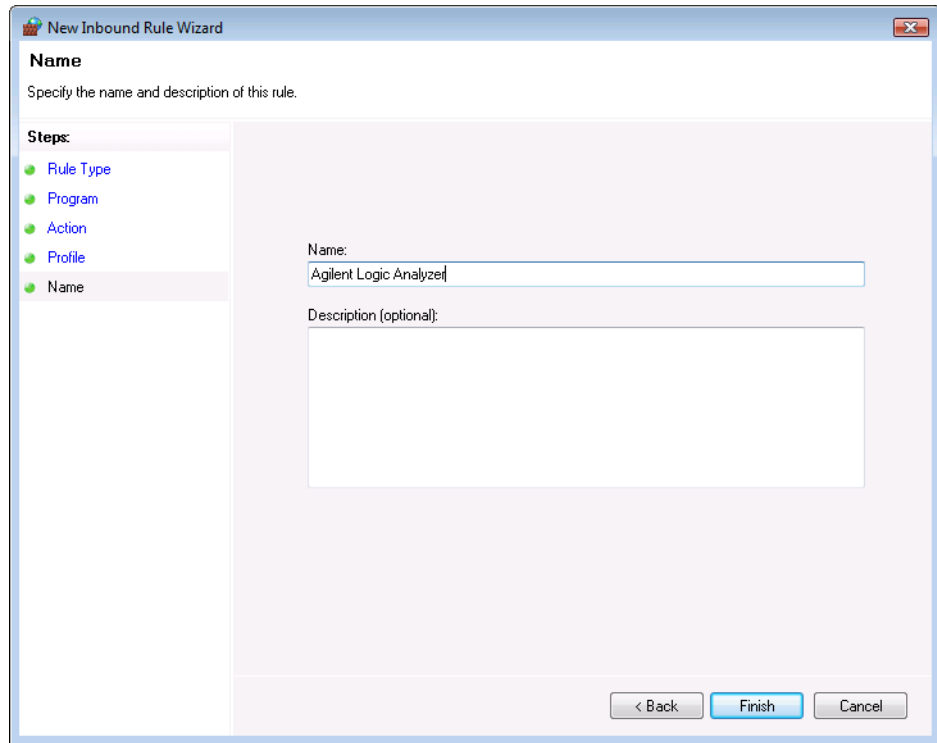 New Inbound Rule Wizard
Name
Specify the name and description of this rule.
Steps:
Rule Type
Program
Action
Profile
Name
Name:
Agilent Logic Analyzer
Description (optional):
< Back
Finish
Cancel